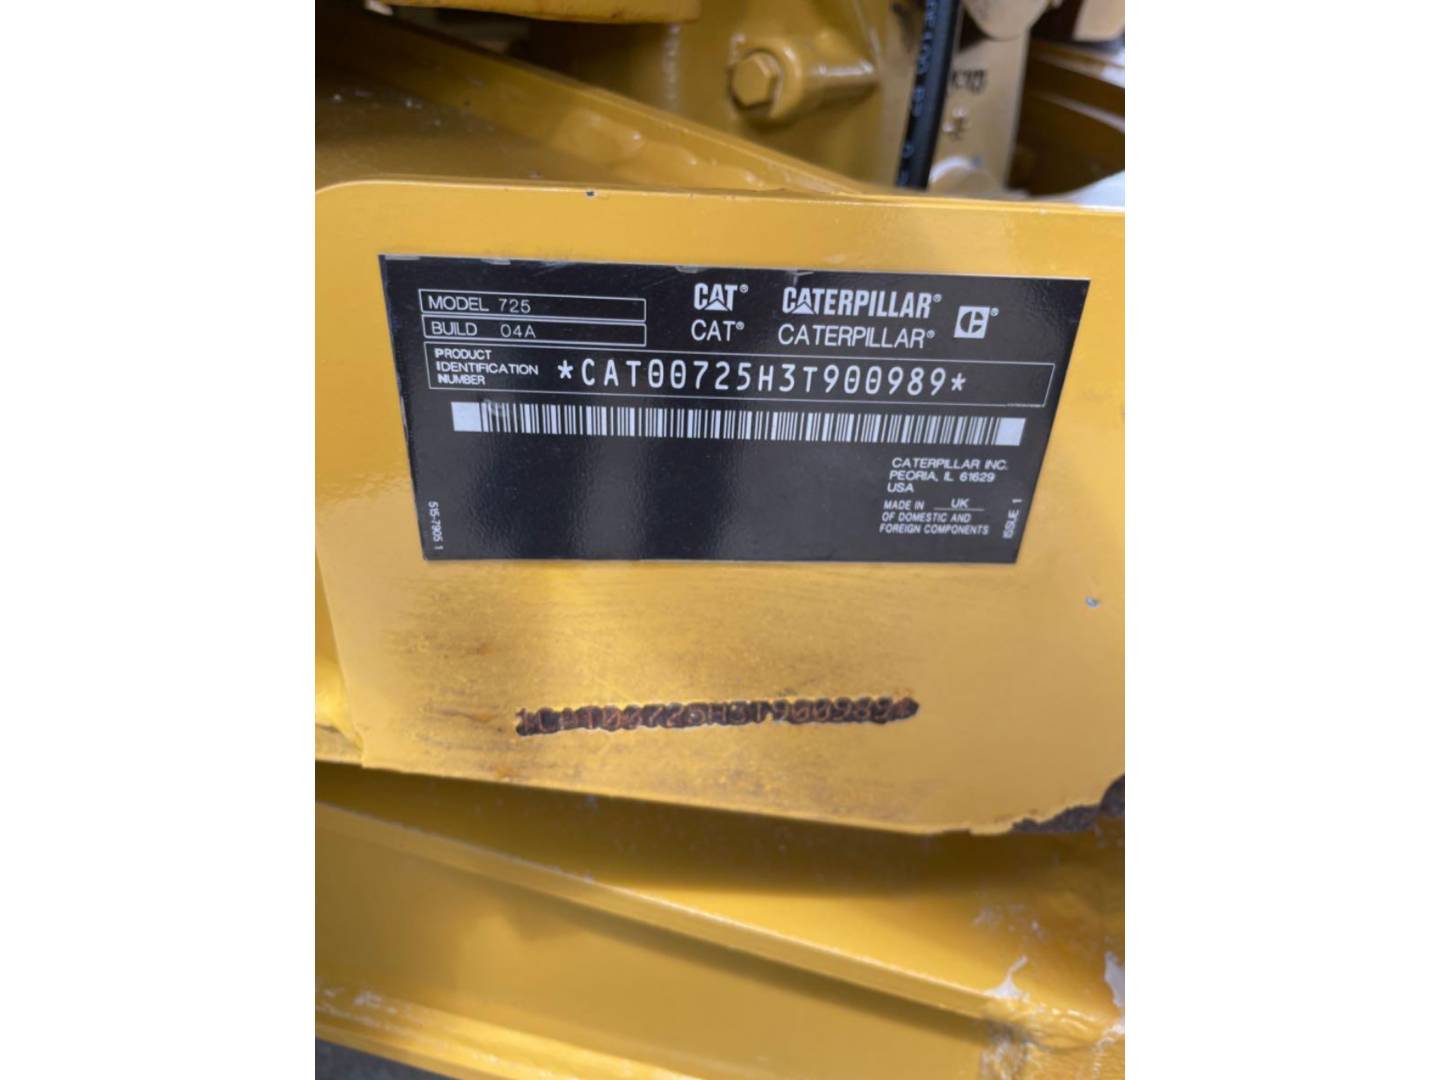 MODEL 725
BUILD 04A
CAT® CATERPILLAR®
CAT® CATERPILLAR®
PRODUCT
IDENTIFICATION
NUMBER
*CAT00725H3T900989*
CATERPILLAR INC.
PEORIA, IL 61629
USA
MADE IN UK
OF DOMESTIC AND
FOREIGN COMPONENTS
ISSUE 1
515-7905 1
*CAT00725H3T900989*